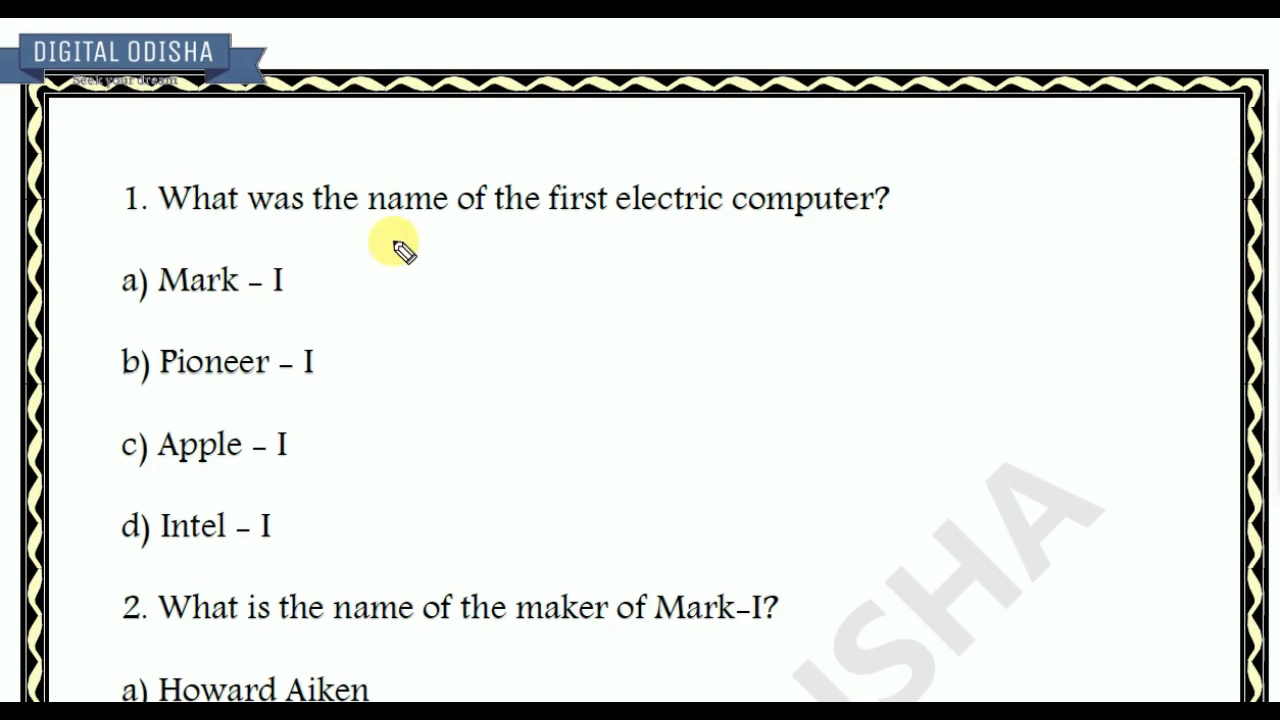 DIGITAL ODISHA
Seek your dream
1. What was the name of the first electric computer?
a) Mark – I
b) Pioneer – I
c) Apple – I
d) Intel – I
2. What is the name of the maker of Mark–I?
a) Howard Aiken
ISHA